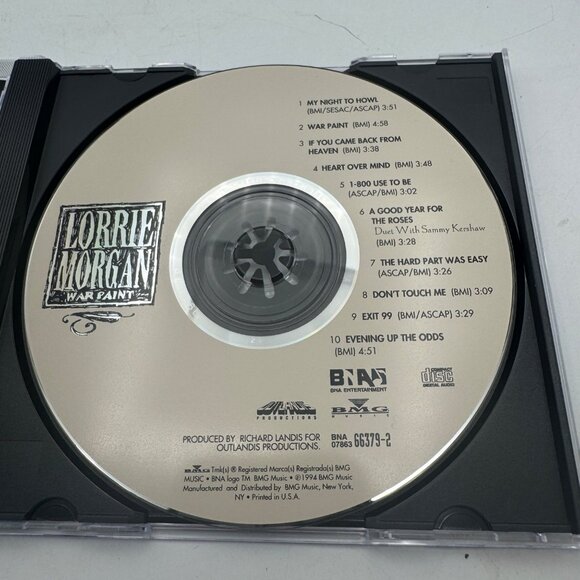 LORRIE
MORGAN
WAR PAINT
1 MY NIGHT TO HOWL
(BMI/SESAC/ASCAP) 3:51
2 WAR PAINT (BMI) 4:58
3 IF YOU CAME BACK FROM
HEAVEN (BMI) 3:38
4 HEART OVER MIND (BMI) 3:48
5 1-800 USE TO BE
(ASCAP/BMI) 3:02
6 A GOOD YEAR FOR
THE ROSES
Duet With Sammy Kershaw
(BMI) 3:28
7 THE HARD PART WAS EASY
(ASCAP/BMI) 3:26
8 DON'T TOUCH ME (BMI) 3:09
9 EXIT 99 (BMI/ASCAP) 3:29
10 EVENING UP THE ODDS
(BMI) 4:51
BNA
BNA ENTERTAINMENT
COMPACT
disc
DIGITAL AUDIO
OUTLANDIS
PRODUCTIONS
BMG
MUSIC
PRODUCED BY RICHARD LANDIS FOR
OUTLANDIS PRODUCTIONS.
BNA
07863 66379-2
BMG Tmk(s) ® Registered Marca(s) Registrada(s) BMG
MUSIC • BNA logo TM BMG Music • ℗1994 BMG Music •
Manufactured and Distributed by BMG Music, New York,
NY • Printed in U.S.A.